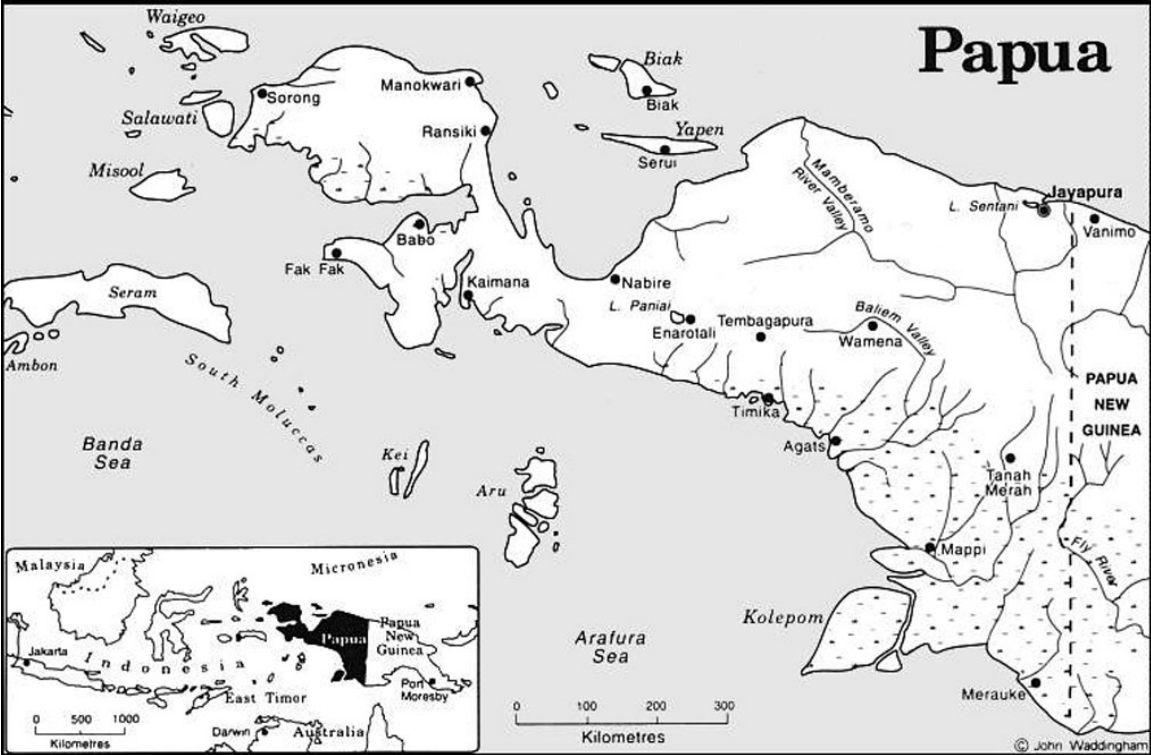 Papua
Waigeo
Biak
Manokwari
Sorong
Biak
Salawati
Ransiki
Yapen
Serui
Misool
Mamberamo
River Valley
Jayapura
L. Sentani
Vanimo
Babo
Fak Fak
Kaimana
Nabire
Seram
L. Paniai
Enarotali
Tembagapura
Baliem Valley
Wamena
Ambon
South Moluccas
PAPUA
NEW
GUINEA
Timika
Banda
Sea
Agats
Kei
Aru
Tanah
Merah
Mappi
Fly River
Kolepom
Arafura
Sea
Merauke
0 100 200 300
Kilometres
Malaysia
Micronesia
Papua
Papua
New
Guinea
Jakarta
Indonesia
Port
Moresby
East Timor
0 500 1000
Kilometres
Darwin
Australia
© John Waddingham